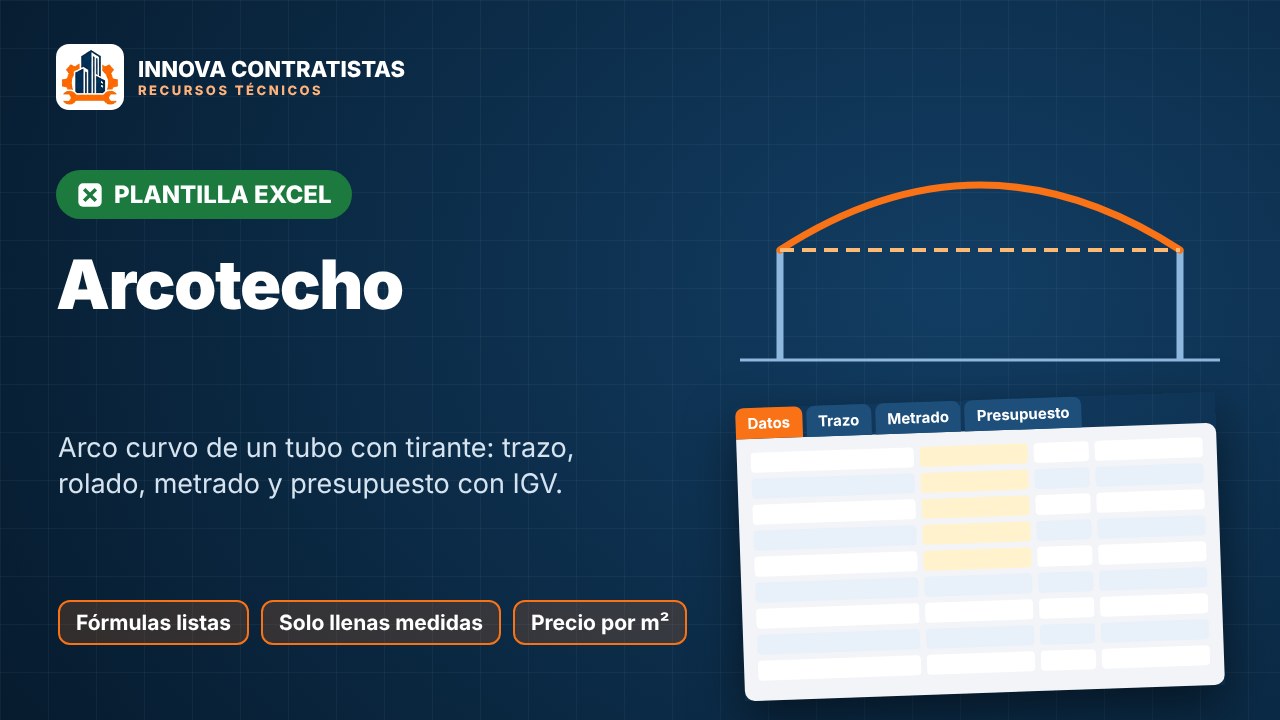 INNOVA CONTRATISTAS
RECURSOS TÉCNICOS
PLANTILLA EXCEL
Arcotecho
Arco curvo de un tubo con tirante: trazo,
rolado, metrado y presupuesto con IGV.
Fórmulas listas
Solo llenas medidas
Precio por m²
Datos
Trazo
Metrado
Presupuesto